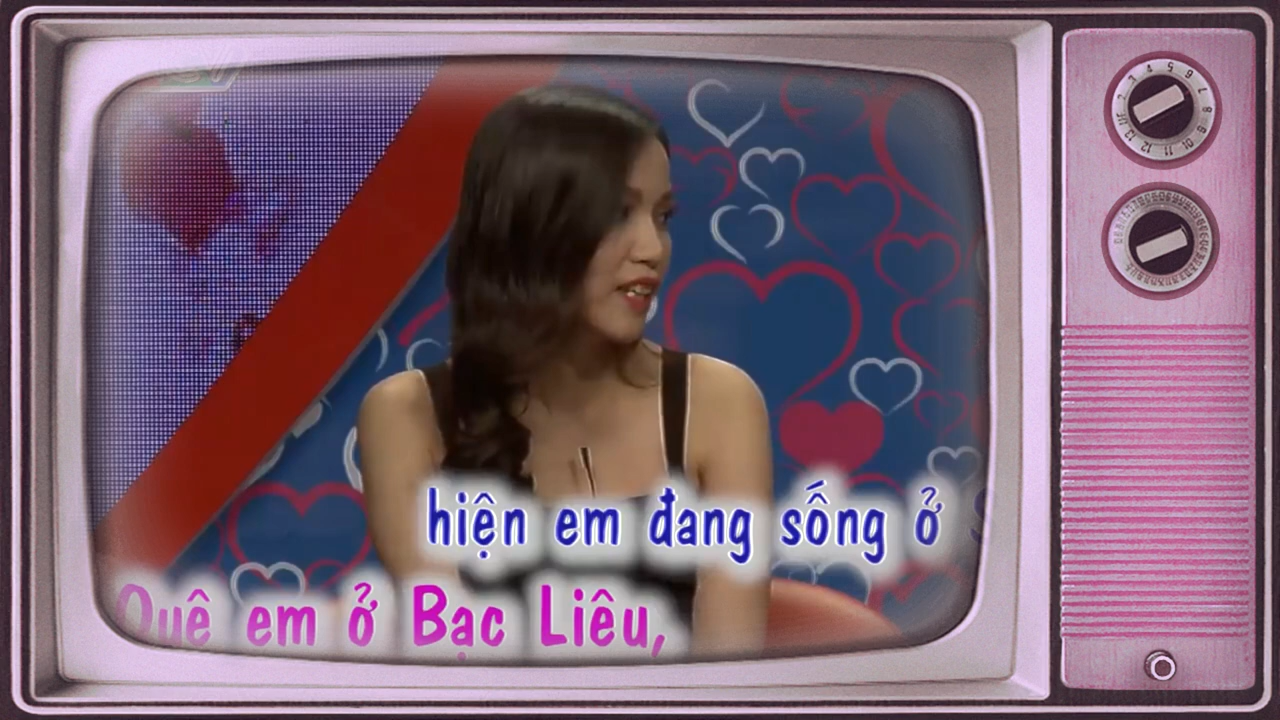 hiện em đang sống ở
Quê em ở Bạc Liêu,